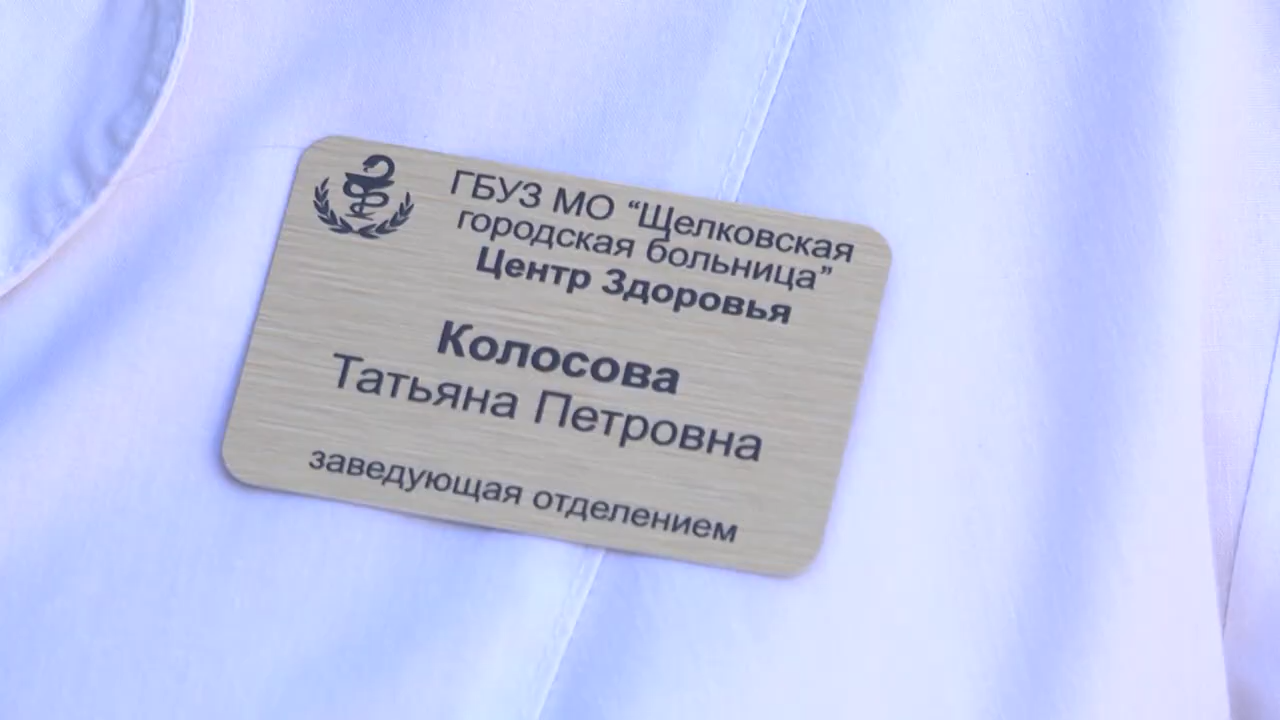 ГБУЗ МО “Щелковская
городская больница”
Центр Здоровья
Колосова
Татьяна Петровна
заведующая отделением